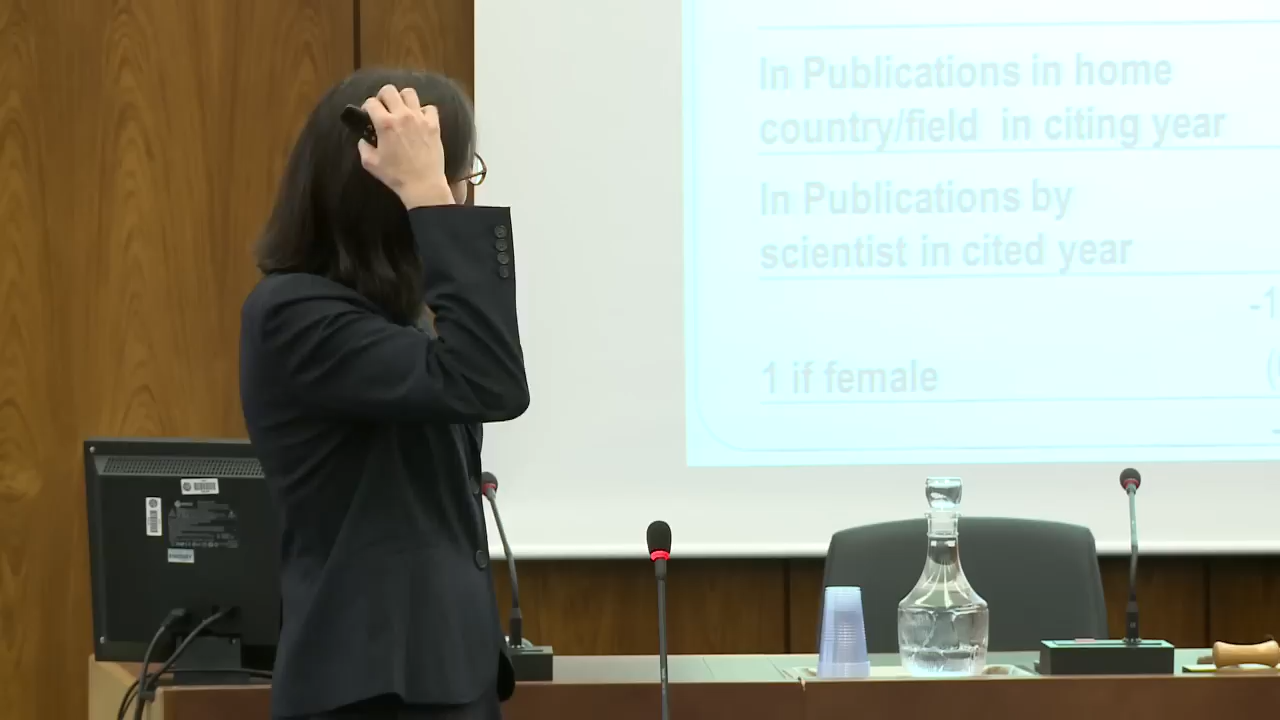 In Publications in home
country/field in citing year
In Publications by
scientist in cited year
-1
1 if female